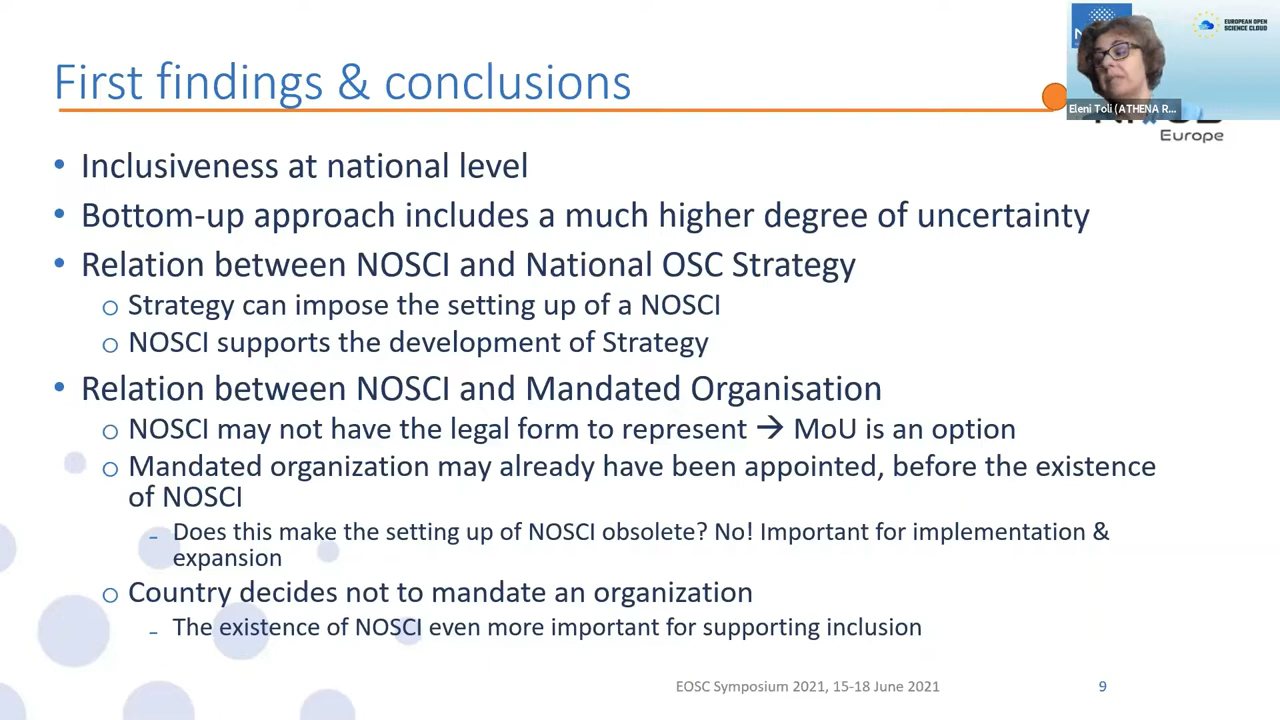 First findings & conclusions
EUROPEAN OPEN
SCIENCE CLOUD
Eleni Toli (ATHENA R...
Europe
• Inclusiveness at national level
• Bottom-up approach includes a much higher degree of uncertainty
• Relation between NOSCI and National OSC Strategy
o Strategy can impose the setting up of a NOSCI
o NOSCI supports the development of Strategy
• Relation between NOSCI and Mandated Organisation
o NOSCI may not have the legal form to represent → MoU is an option
o Mandated organization may already have been appointed, before the existence
of NOSCI
- Does this make the setting up of NOSCI obsolete? No! Important for implementation &
expansion
o Country decides not to mandate an organization
- The existence of NOSCI even more important for supporting inclusion
EOSC Symposium 2021, 15-18 June 2021
9